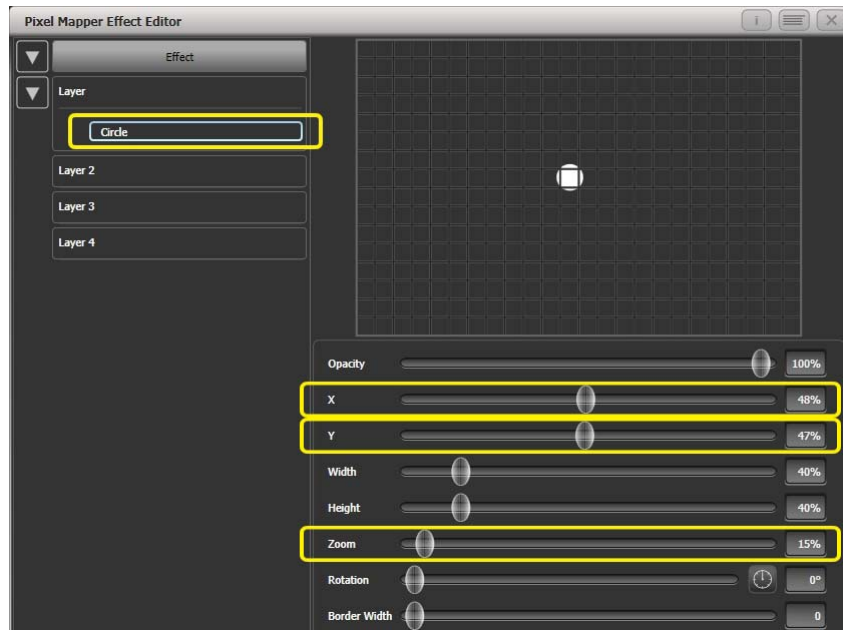 Pixel Mapper Effect Editor
i
Effect
Layer
Circle
Layer 2
Layer 3
Layer 4
Opacity 100%
X 48%
Y 47%
Width 40%
Height 40%
Zoom 15%
Rotation 0°
Border Width 0